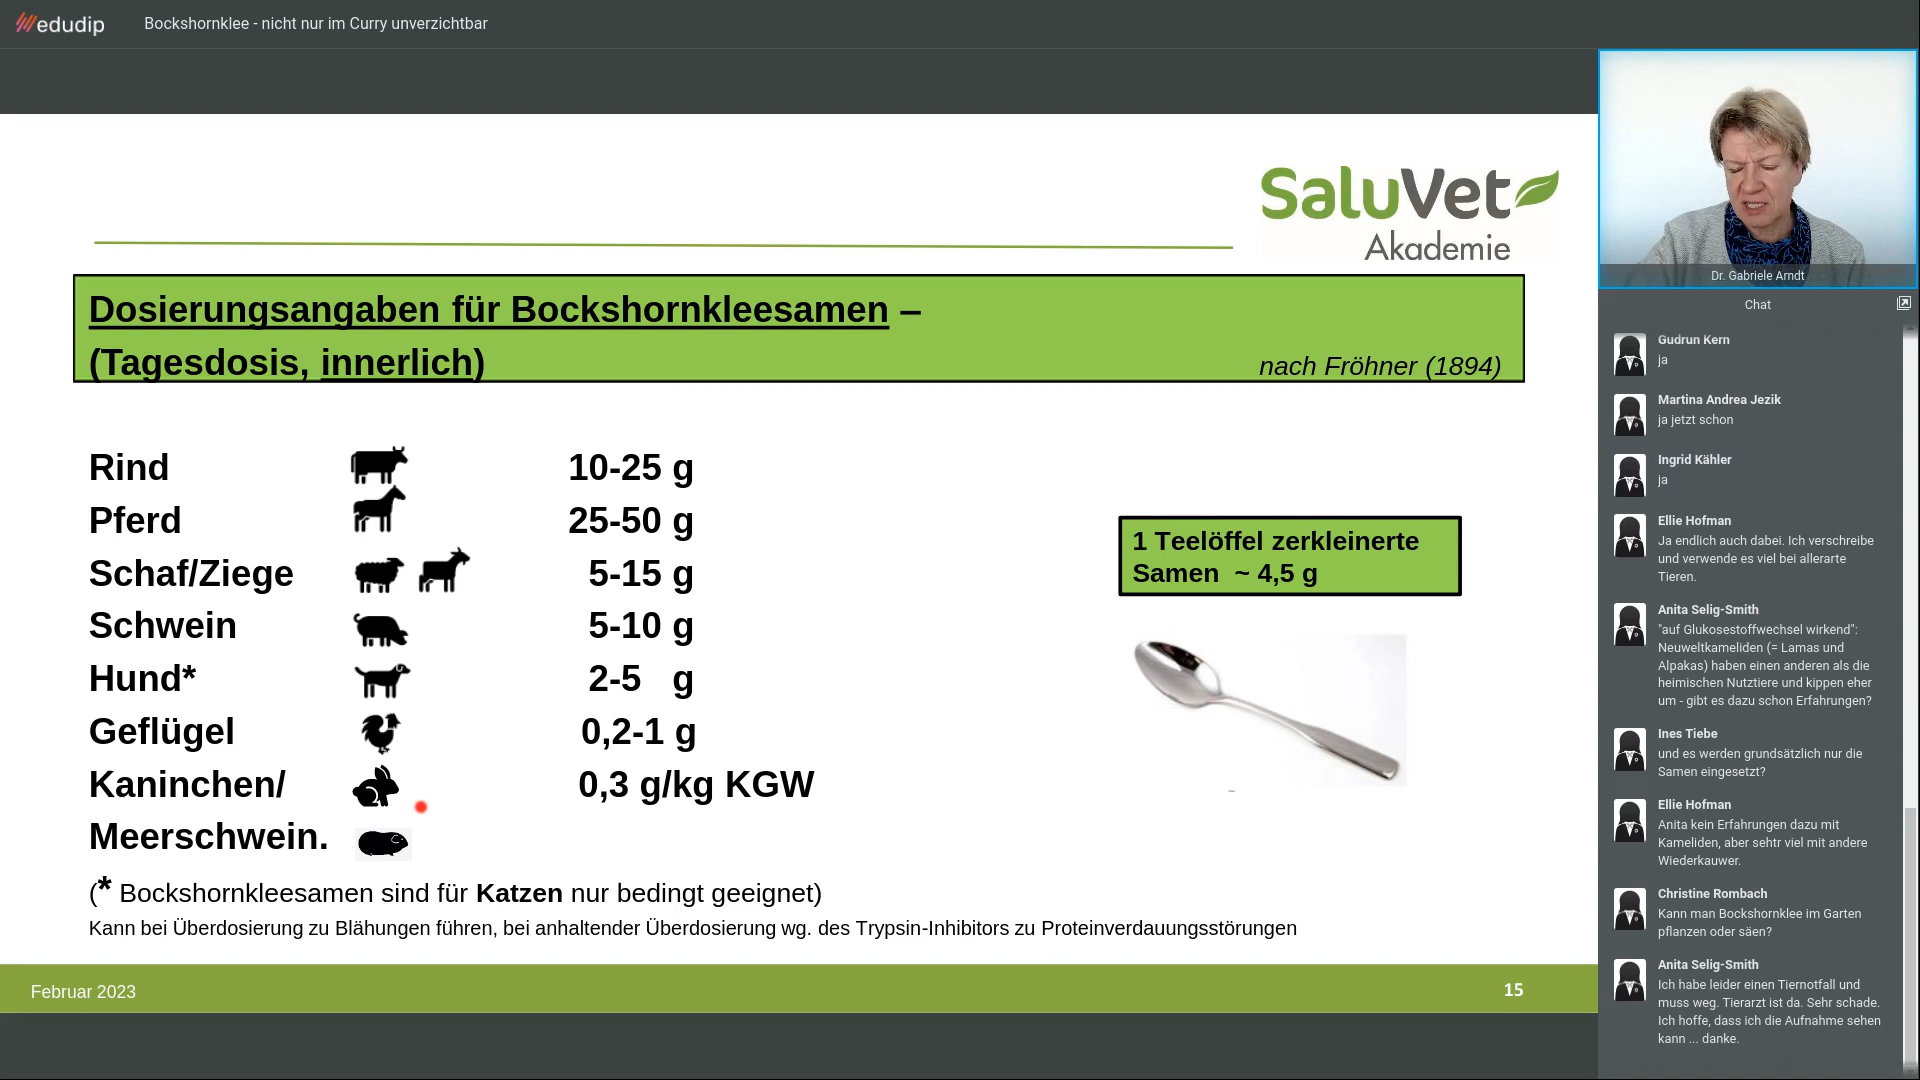 edudip
Bockshornklee - nicht nur im Curry unverzichtbar
SaluVet
Akademie
Dosierungsangaben für Bockshornkleesamen –
(Tagesdosis, innerlich)
nach Fröhner (1894)
Rind 10-25 g
Pferd 25-50 g
Schaf/Ziege 5-15 g
Schwein 5-10 g
Hund* 2-5 g
Geflügel 0,2-1 g
Kaninchen/ 0,3 g/kg KGW
Meerschwein.
1 Teelöffel zerkleinerte
Samen ~ 4,5 g
(* Bockshornkleesamen sind für Katzen nur bedingt geeignet)
Kann bei Überdosierung zu Blähungen führen, bei anhaltender Überdosierung wg. des Trypsin-Inhibitors zu Proteinverdauungsstörungen
Februar 2023
15
Dr. Gabriele Arndt
Chat
Gudrun Kern
ja
Martina Andrea Jezik
ja jetzt schon
Ingrid Kähler
ja
Ellie Hofman
Ja endlich auch dabei. Ich verschreibe
und verwende es viel bei allerarte
Tieren.
Anita Selig-Smith
"auf Glukosestoffwechsel wirkend":
Neuweltkameliden (= Lamas und
Alpakas) haben einen anderen als die
heimischen Nutztiere und kippen eher
um - gibt es dazu schon Erfahrungen?
Ines Tiebe
und es werden grundsätzlich nur die
Samen eingesetzt?
Ellie Hofman
Anita kein Erfahrungen dazu mit
Kameliden, aber sehtr viel mit andere
Wiederkauwer.
Christine Rombach
Kann man Bockshornklee im Garten
pflanzen oder säen?
Anita Selig-Smith
Ich habe leider einen Tiernotfall und
muss weg. Tierarzt ist da. Sehr schade.
Ich hoffe, dass ich die Aufnahme sehen
kann ... danke.